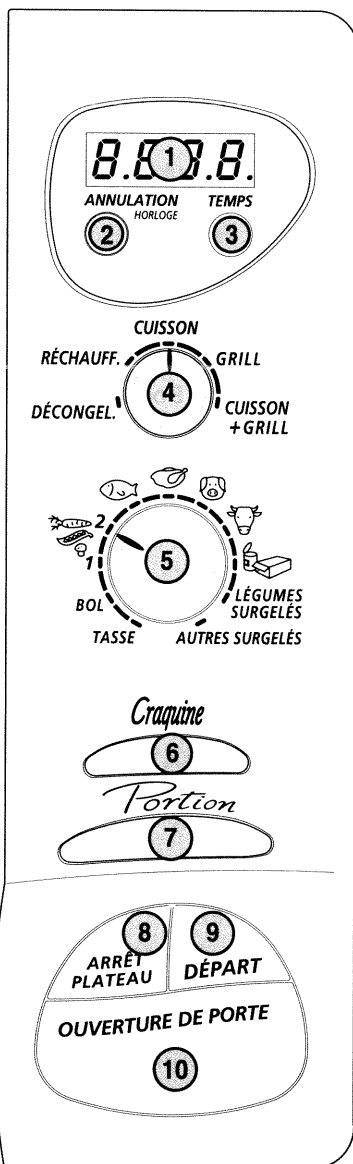 8.8.8.8.
1
ANNULATION TEMPS
HORLOGE
2 3
CUISSON
RÉCHAUFF. GRILL
4
DÉCONGEL. CUISSON
+GRILL
2
5
1
BOL LÉGUMES
SURGELÉS
TASSE AUTRES SURGELÉS
Craquine
6
Portion
7
8 9
ARRÊT
PLATEAU DÉPART
OUVERTURE DE PORTE
10